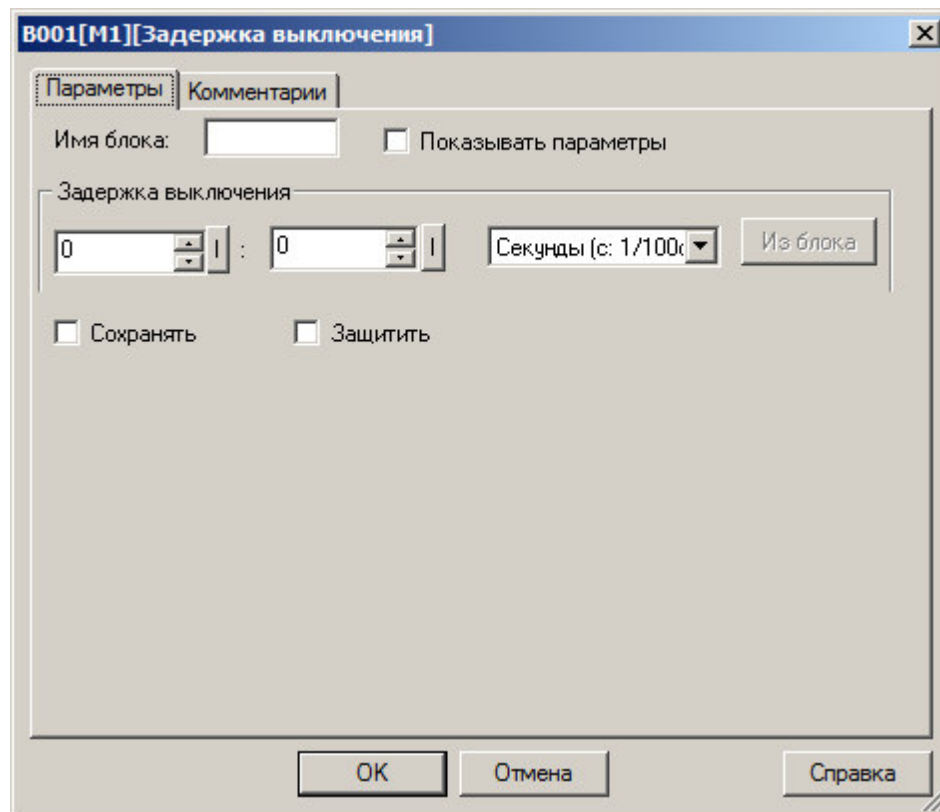 B001[M1][Задержка выключения]
Параметры Комментарии
Имя блока: Показывать параметры
Задержка выключения
0 : 0 Секунды (с: 1/100с Из блока
Сохранять Защитить
OK Отмена Справка